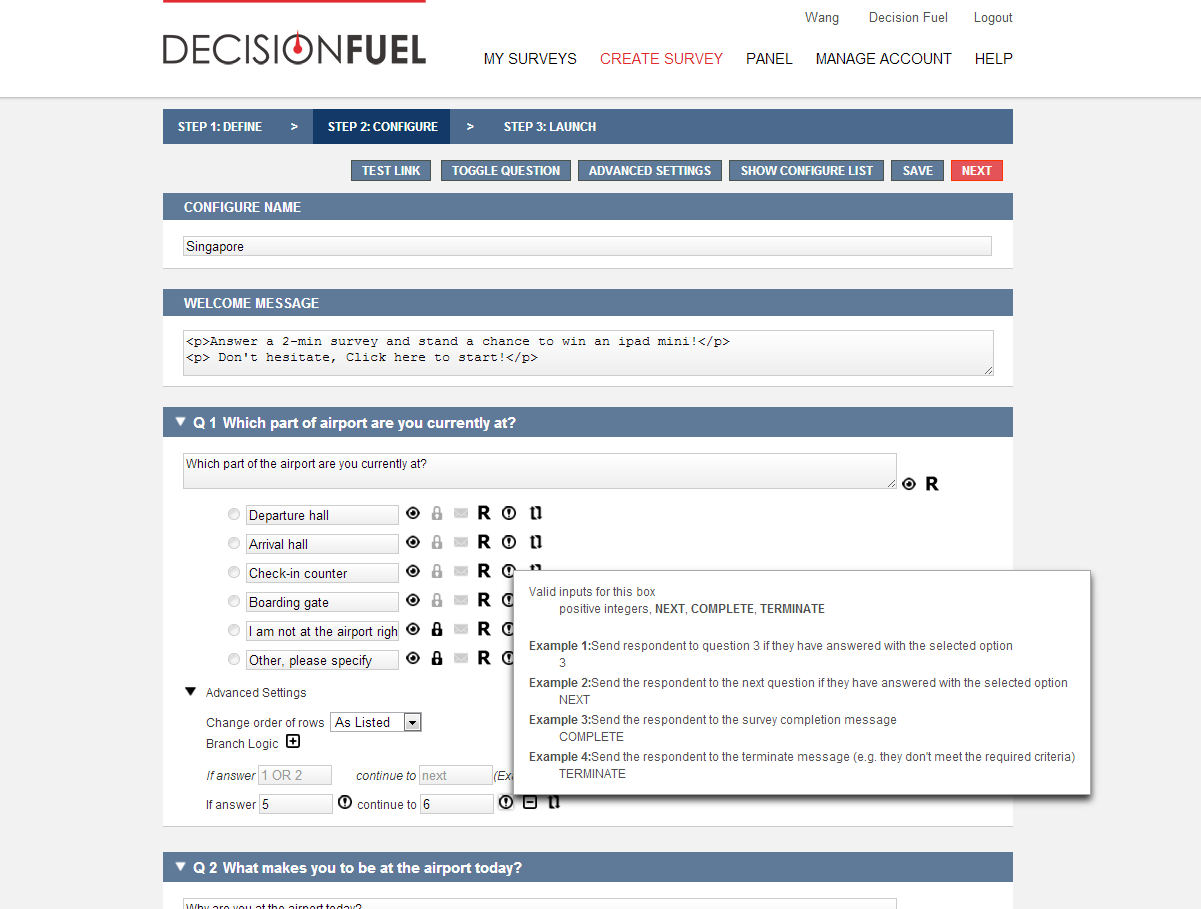 Wang Decision Fuel Logout
DECISIONFUEL
MY SURVEYS CREATE SURVEY PANEL MANAGE ACCOUNT HELP
STEP 1: DEFINE > STEP 2: CONFIGURE > STEP 3: LAUNCH
TEST LINK TOGGLE QUESTION ADVANCED SETTINGS SHOW CONFIGURE LIST SAVE NEXT
CONFIGURE NAME
Singapore
WELCOME MESSAGE
<p>Answer a 2-min survey and stand a chance to win an ipad mini!</p>
<p> Don't hesitate, Click here to start!</p>
Q 1 Which part of airport are you currently at?
Which part of the airport are you currently at?
R
Departure hall R
Arrival hall R
Check-in counter R
Boarding gate R
I am not at the airport righ R
Other, please specify R
Valid inputs for this box
positive integers, NEXT, COMPLETE, TERMINATE
Example 1:Send respondent to question 3 if they have answered with the selected option
3
Example 2:Send the respondent to the next question if they have answered with the selected option
NEXT
Example 3:Send the respondent to the survey completion message
COMPLETE
Example 4:Send the respondent to the terminate message (e.g. they don't meet the required criteria)
TERMINATE
Advanced Settings
Change order of rows As Listed
Branch Logic
If answer 1 OR 2 continue to next (Exa
If answer 5 continue to 6
Q 2 What makes you to be at the airport today?
Why are you at the airport today?